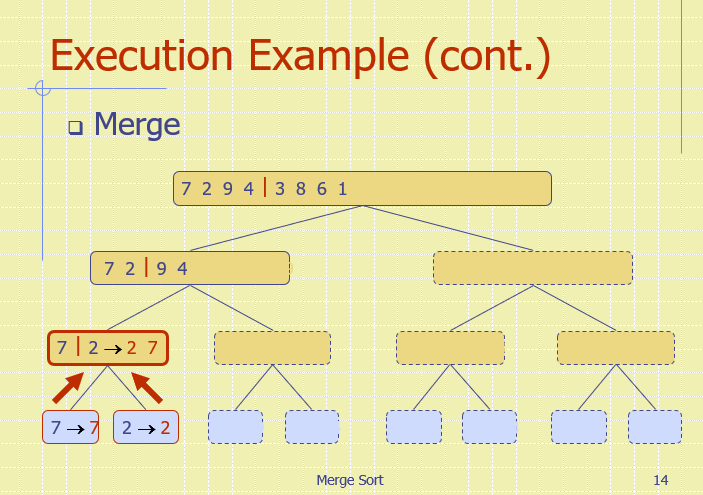 Execution Example (cont.)
❑ Merge
7 2 9 4 | 3 8 6 1
7 2 | 9 4
7 | 2 → 2 7
7 → 7
2 → 2
Merge Sort
14